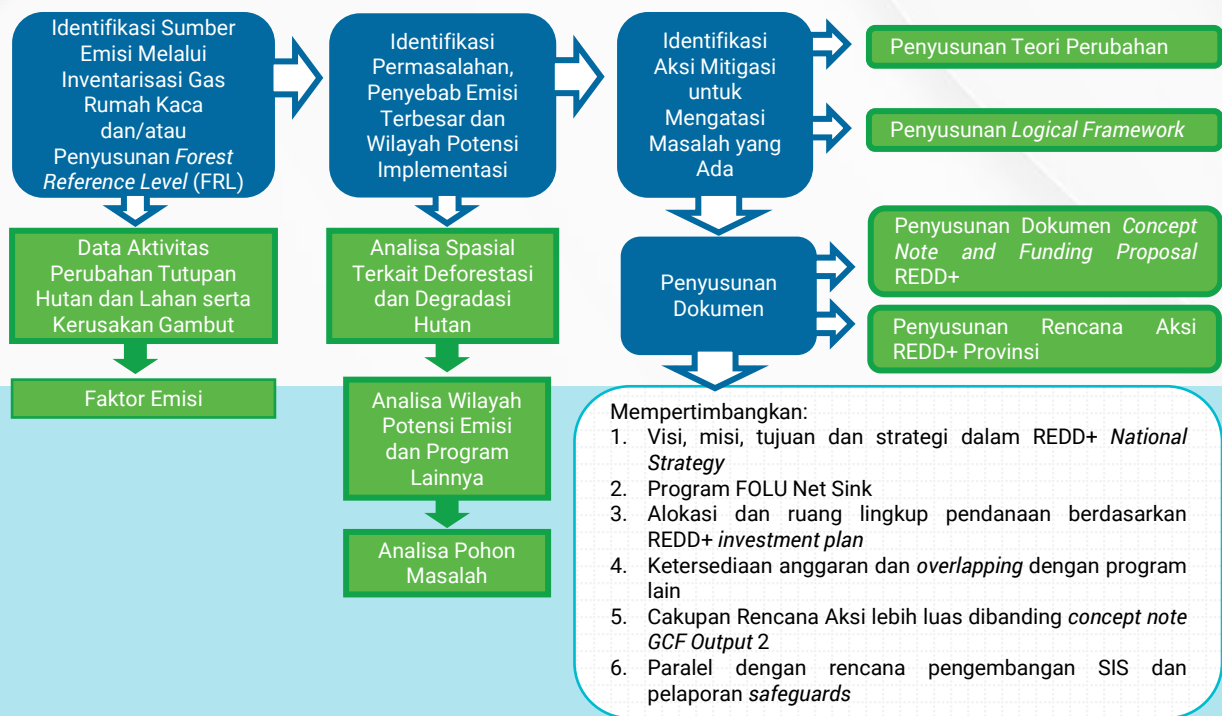 Identifikasi Sumber
Emisi Melalui
Inventarisasi Gas
Rumah Kaca
dan/atau
Penyusunan Forest
Reference Level (FRL)
Data Aktivitas
Perubahan Tutupan
Hutan dan Lahan serta
Kerusakan Gambut
Faktor Emisi
Identifikasi
Permasalahan,
Penyebab Emisi
Terbesar dan
Wilayah Potensi
Implementasi
Analisa Spasial
Terkait Deforestasi
dan Degradasi
Hutan
Analisa Wilayah
Potensi Emisi
dan Program
Lainnya
Analisa Pohon
Masalah
Identifikasi
Aksi Mitigasi
untuk
Mengatasi
Masalah yang
Ada
Penyusunan Teori Perubahan
Penyusunan Logical Framework
Penyusunan
Dokumen
Penyusunan Dokumen Concept
Note and Funding Proposal
REDD+
Penyusunan Rencana Aksi
REDD+ Provinsi
Mempertimbangkan:
1. Visi, misi, tujuan dan strategi dalam REDD+ National
Strategy
2. Program FOLU Net Sink
3. Alokasi dan ruang lingkup pendanaan berdasarkan
REDD+ investment plan
4. Ketersediaan anggaran dan overlapping dengan program
lain
5. Cakupan Rencana Aksi lebih luas dibanding concept note
GCF Output 2
6. Paralel dengan rencana pengembangan SIS dan
pelaporan safeguards